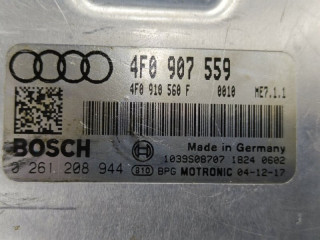 4F0 907 559
4F0 910 560 F 0010 ME7.1.1
BOSCH
Made in Germany
1039S08707 1824 0602
0 261 208 944 210 BPG MOTRONIC 04-12-17